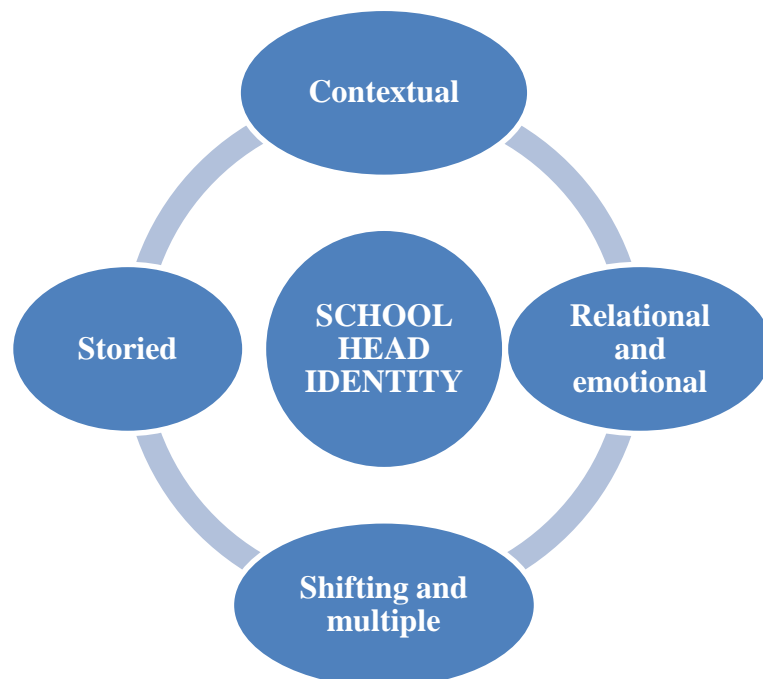 Contextual
Storied
SCHOOL
HEAD
IDENTITY
Relational
and
emotional
Shifting and
multiple